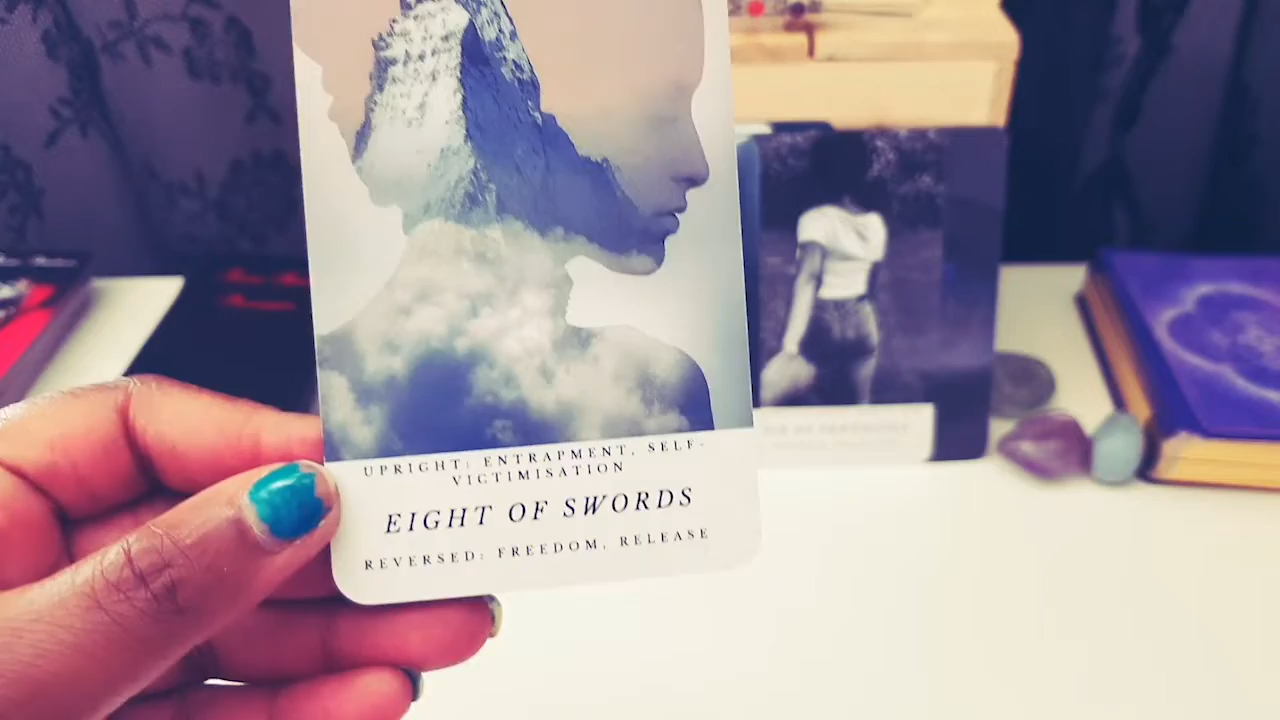 UPRIGHT: ENTRAPMENT, SELF-
VICTIMISATION
EIGHT OF SWORDS
REVERSED: FREEDOM, RELEASE